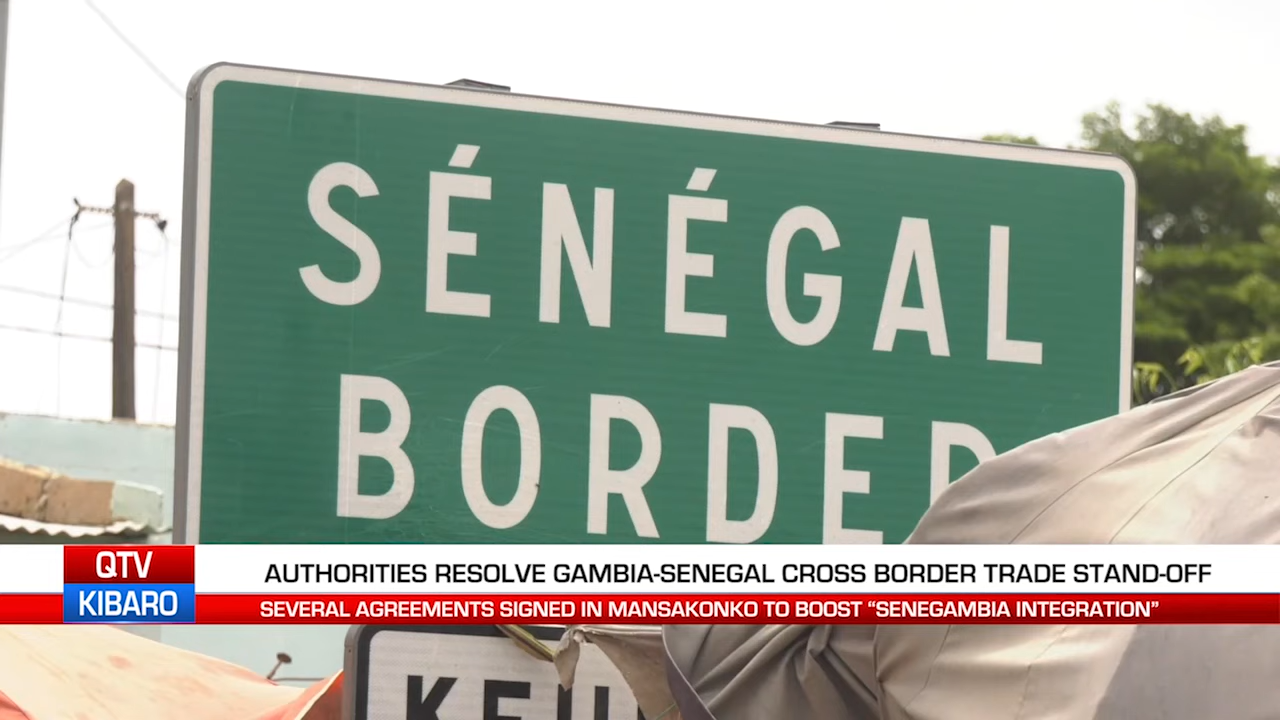 SÉNÉGAL
BORDER
QTV
KIBARO
AUTHORITIES RESOLVE GAMBIA-SENEGAL CROSS BORDER TRADE STAND-OFF
SEVERAL AGREEMENTS SIGNED IN MANSAKONKO TO BOOST “SENEGAMBIA INTEGRATION”